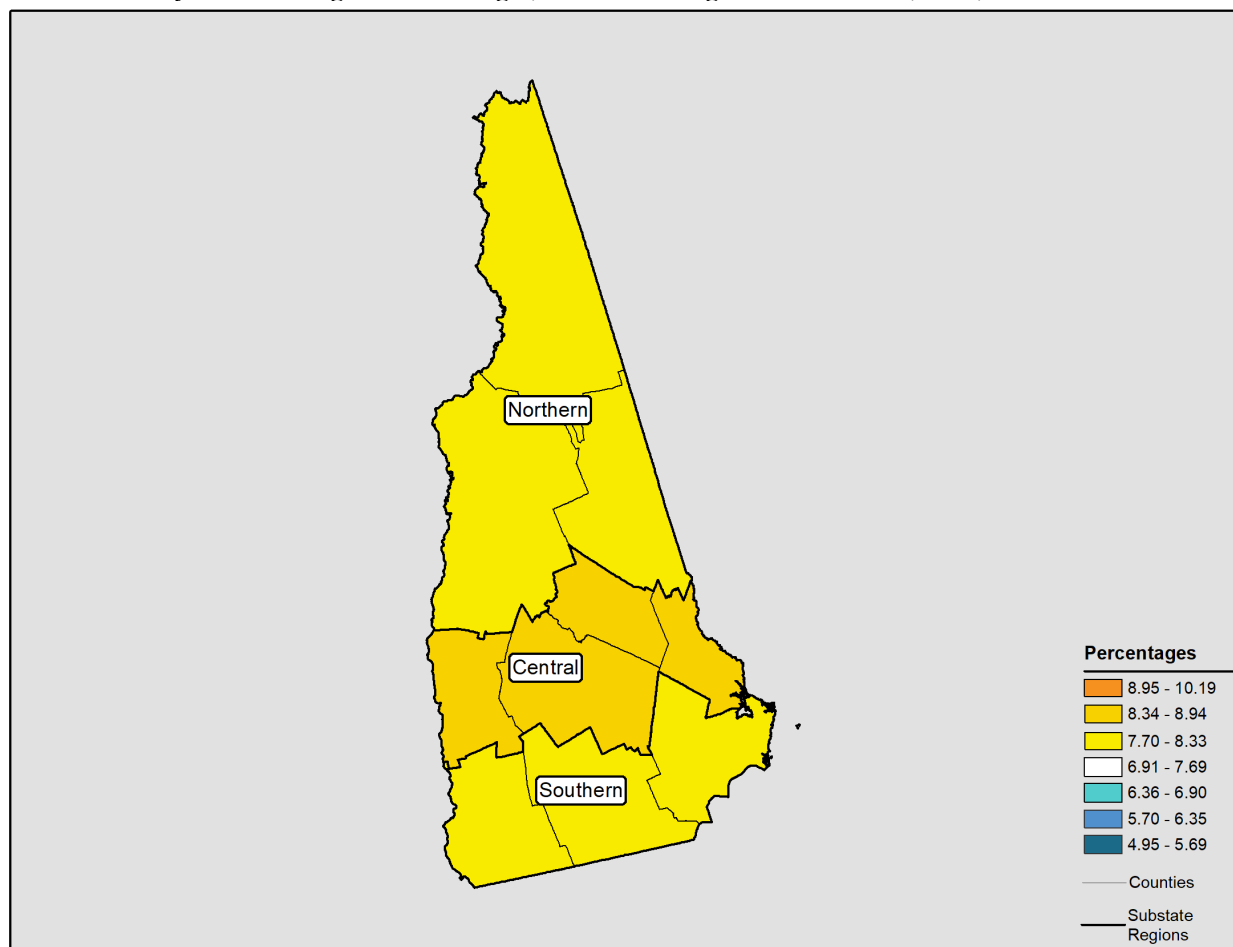 Northern
Central
Southern
Percentages
8.95 - 10.19
8.34 - 8.94
7.70 - 8.33
6.91 - 7.69
6.36 - 6.90
5.70 - 6.35
4.95 - 5.69
Counties
Substate
Regions